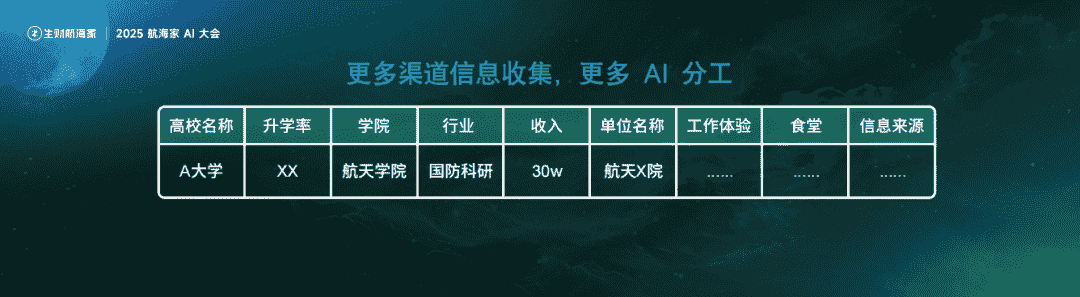 生财航海家 | 2025 航海家 AI 大会
更多渠道信息收集，更多 AI 分工
高校名称 升学率 学院 行业 收入 单位名称 工作体验 食堂 信息来源
A大学 XX 航天学院 国防科研 30w 航天X院 ...... ...... ......